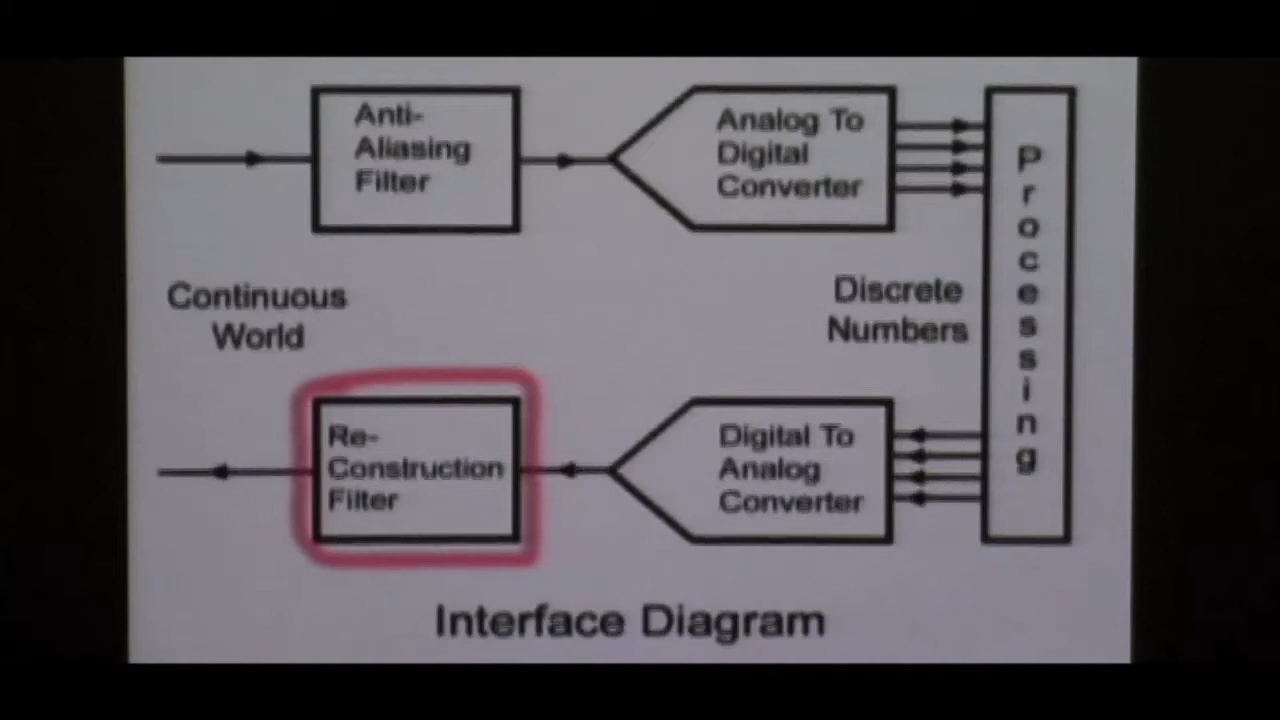 Anti-
Aliasing
Filter
Analog To
Digital
Converter
Processing
Continuous
World
Discrete
Numbers
Re-
Construction
Filter
Digital To
Analog
Converter
Interface Diagram